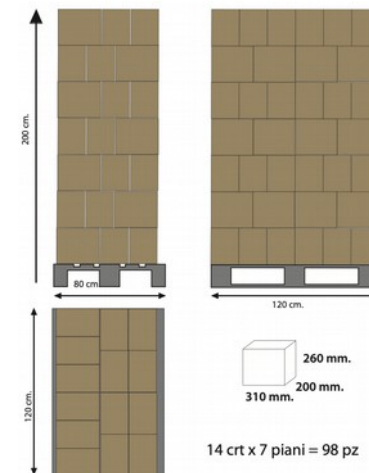 200 cm.
80 cm.
120 cm.
120 cm.
260 mm.
200 mm.
310 mm.
14 crt x 7 piani = 98 pz